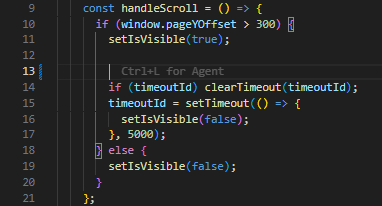 9 const handleScroll = () => {
10 if (window.pageYOffset > 300) {
11 setIsVisible(true);
12
13 Ctrl+L for Agent
14 if (timeoutId) clearTimeout(timeoutId);
15 timeoutId = setTimeout(() => {
16 setIsVisible(false);
17 }, 5000);
18 } else {
19 setIsVisible(false);
20 }
21 };